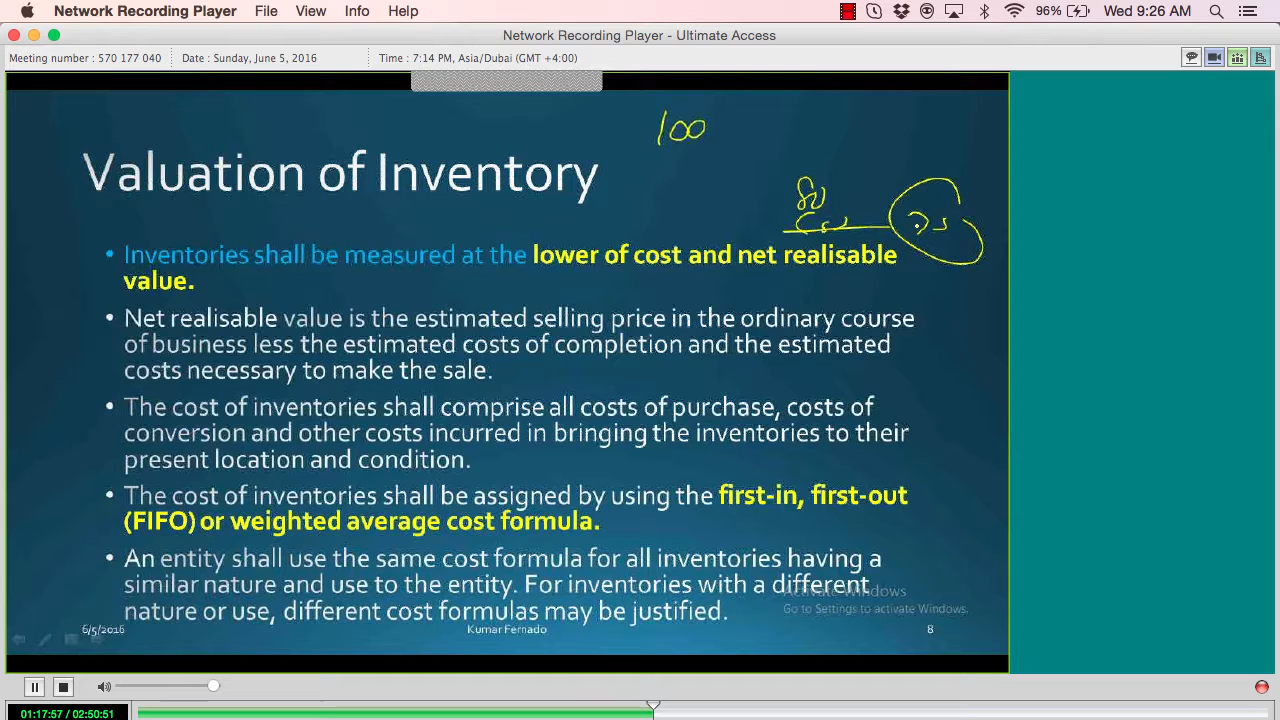 Network Recording Player File View Info Help 96% Wed 9:26 AM
Network Recording Player - Ultimate Access
Meeting number : 570 177 040 Date : Sunday, June 5, 2016 Time : 7:14 PM, Asia/Dubai (GMT +4:00)
100
Valuation of Inventory
• Inventories shall be measured at the lower of cost and net realisable
value.
• Net realisable value is the estimated selling price in the ordinary course
of business less the estimated costs of completion and the estimated
costs necessary to make the sale.
• The cost of inventories shall comprise all costs of purchase, costs of
conversion and other costs incurred in bringing the inventories to their
present location and condition.
• The cost of inventories shall be assigned by using the first-in, first-out
(FIFO) or weighted average cost formula.
• An entity shall use the same cost formula for all inventories having a
similar nature and use to the entity. For inventories with a different
nature or use, different cost formulas may be justified.
Activate Windows
Go to Settings to activate Windows.
6/5/2016 Kumar Fernado 8
01:17:57 / 02:50:51